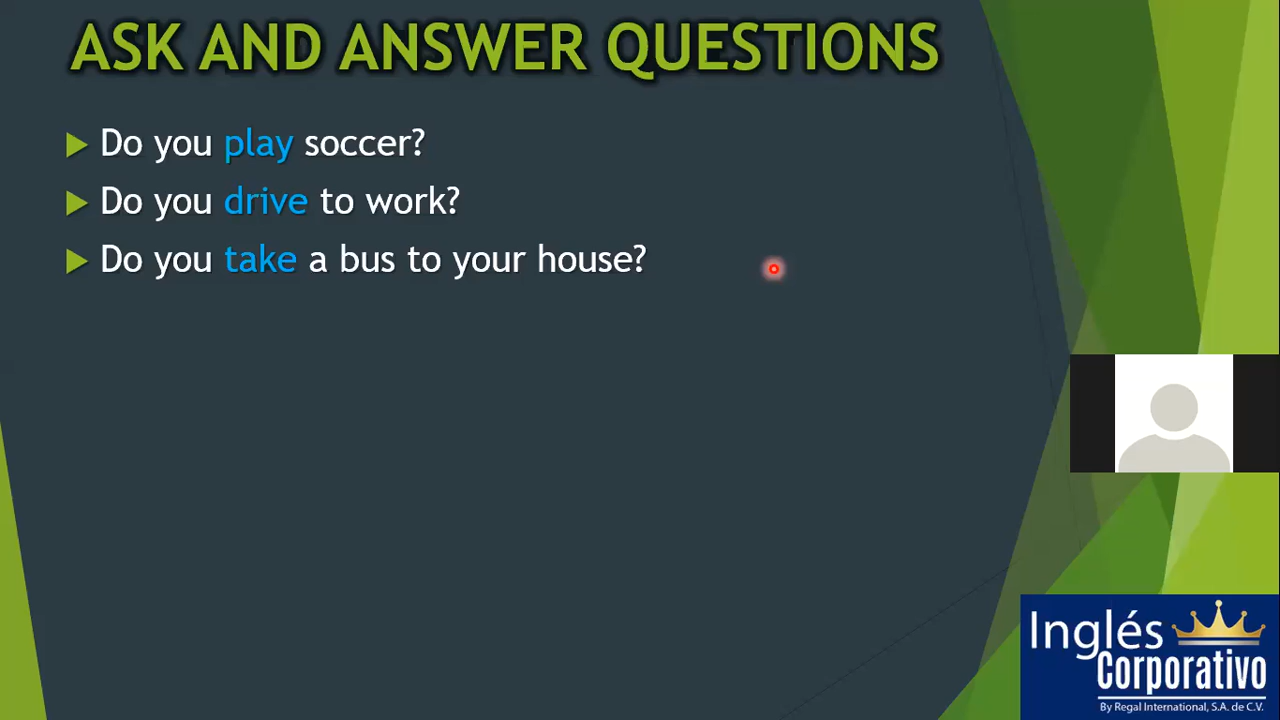 ASK AND ANSWER QUESTIONS
Do you play soccer?
Do you drive to work?
Do you take a bus to your house?
Inglés
Corporativo
By Regal International, S.A. de C.V.